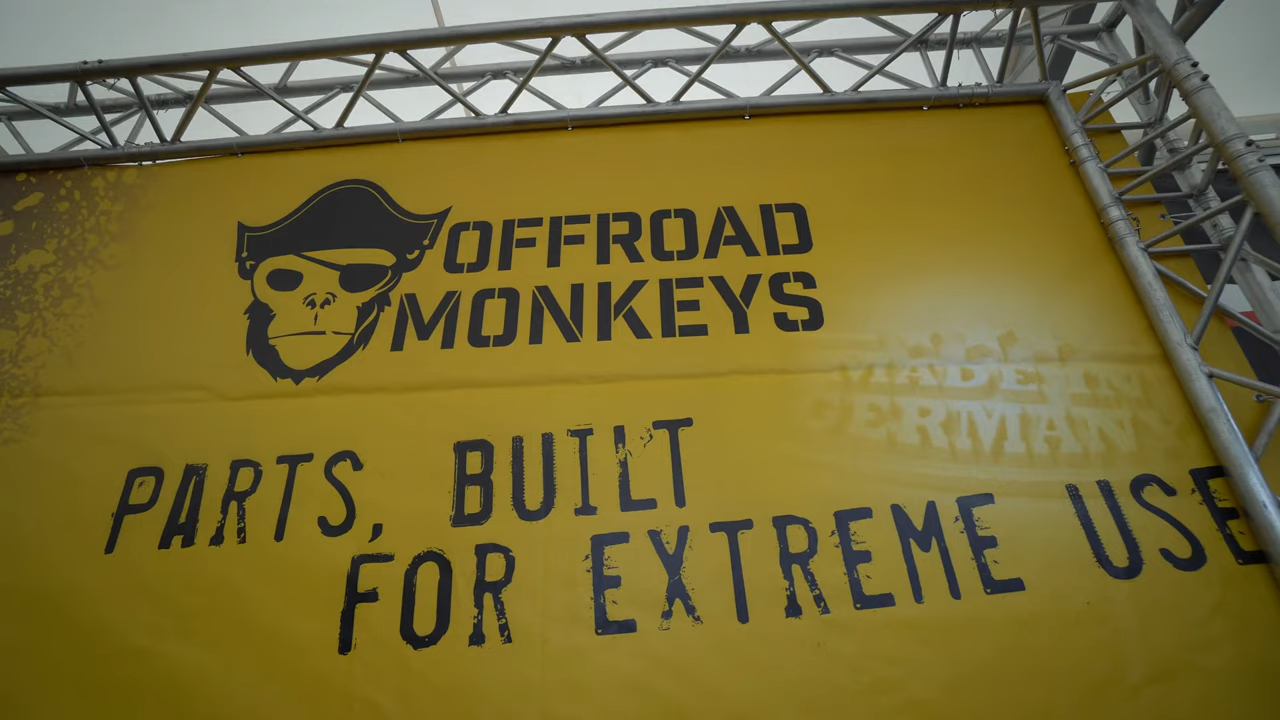 OFFROAD
MONKEYS
MADE IN
GERMANY
PARTS, BUILT
FOR EXTREME USE